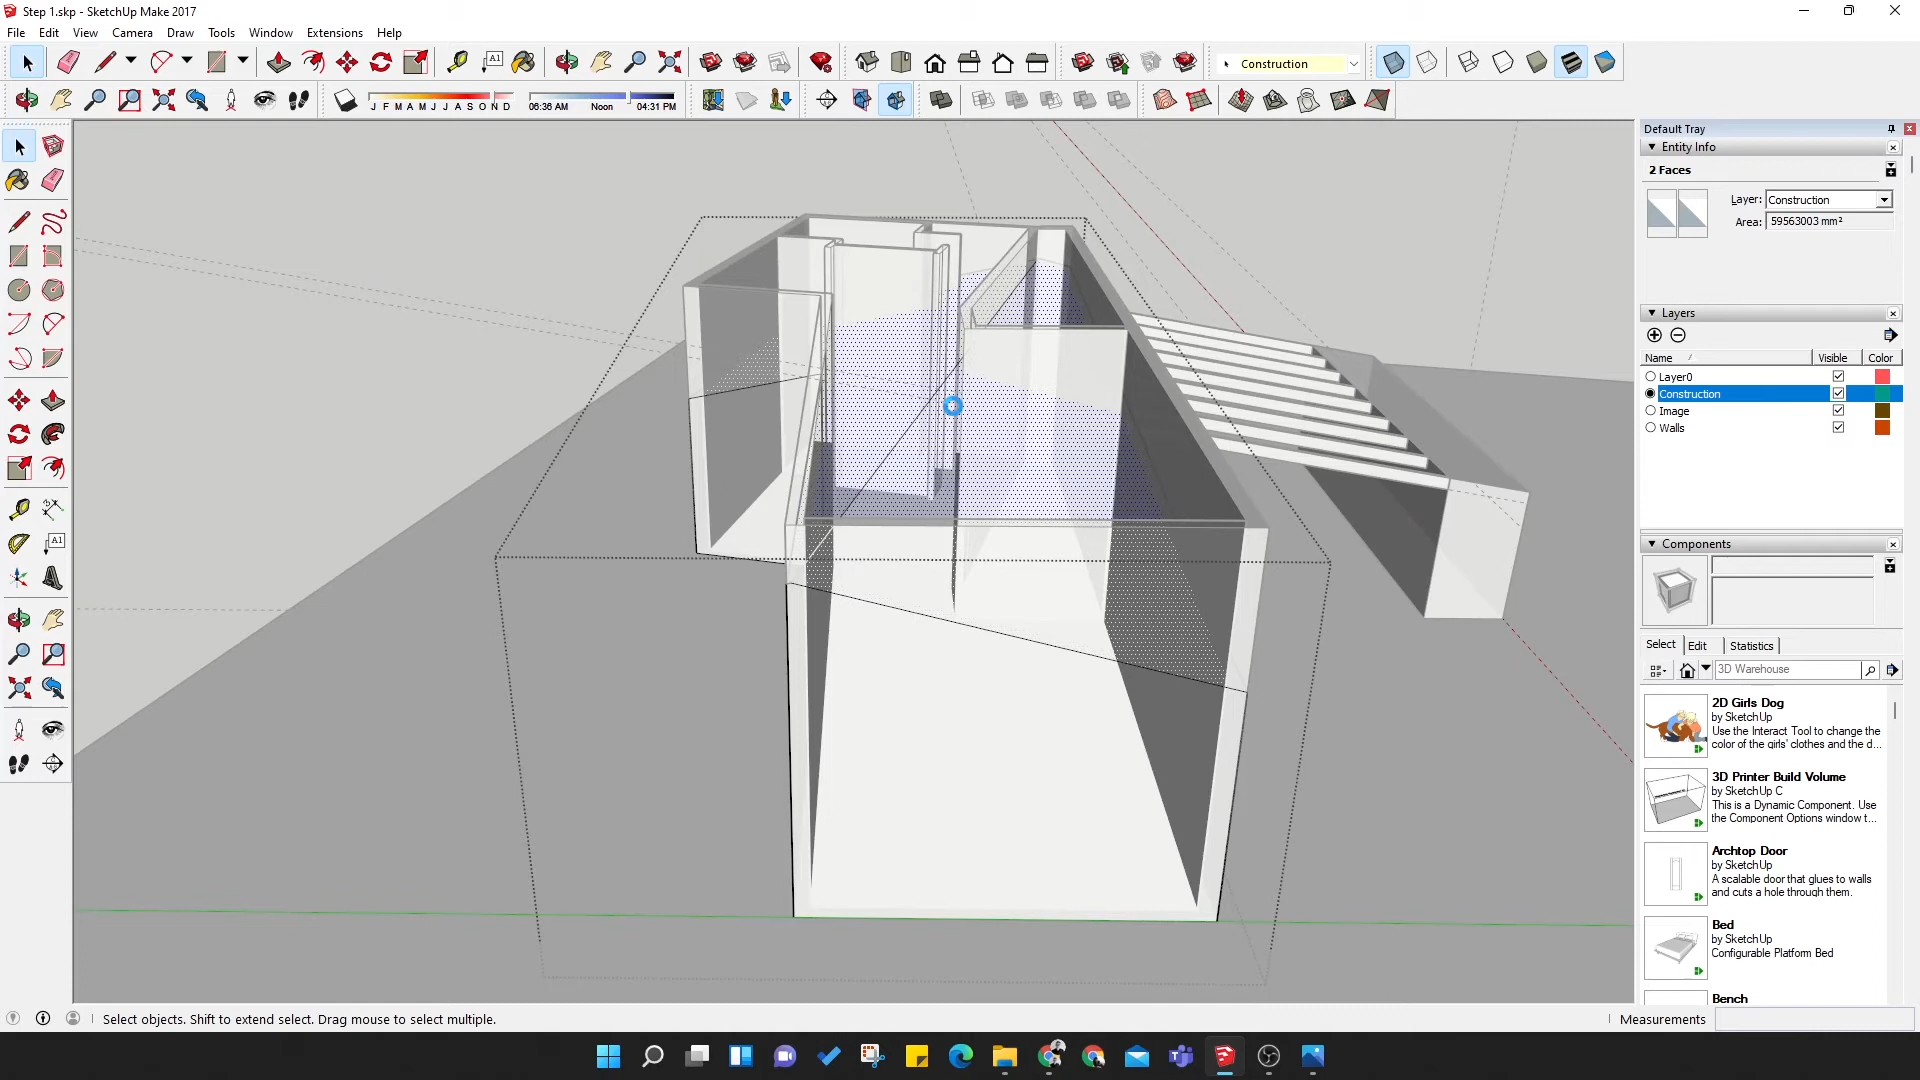 Step 1.skp - SketchUp Make 2017
File Edit View Camera Draw Tools Window Extensions Help
A1
Construction
J F M A M J J A S O N D 06:36 AM Noon 04:31 PM
Default Tray
Entity Info
2 Faces
Layer: Construction
Area: 59563003 mm²
Layers
Name Visible Color
Layer0
Construction
Image
Walls
A1
Components
Select Edit Statistics
3D Warehouse
2D Girls Dog
by SketchUp
Use the Interact Tool to change the
color of the girls' clothes and the d...
3D Printer Build Volume
by SketchUp C
This is a Dynamic Component. Use
the Component Options window t...
Archtop Door
by SketchUp
A scalable door that glues to walls
and cuts a hole through them.
Bed
by SketchUp
Configurable Platform Bed
Bench
Select objects. Shift to extend select. Drag mouse to select multiple.
Measurements